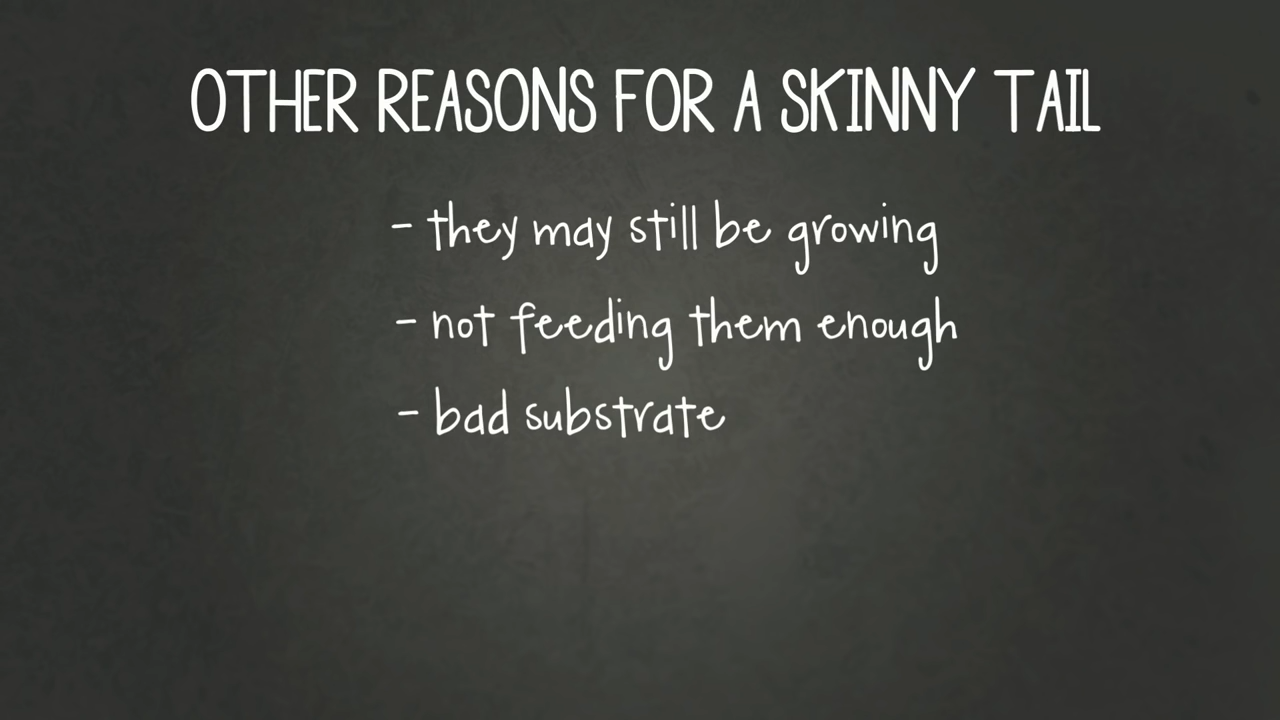 OTHER REASONS FOR A SKINNY TAIL
- they may still be growing
- not feeding them enough
- bad substrate